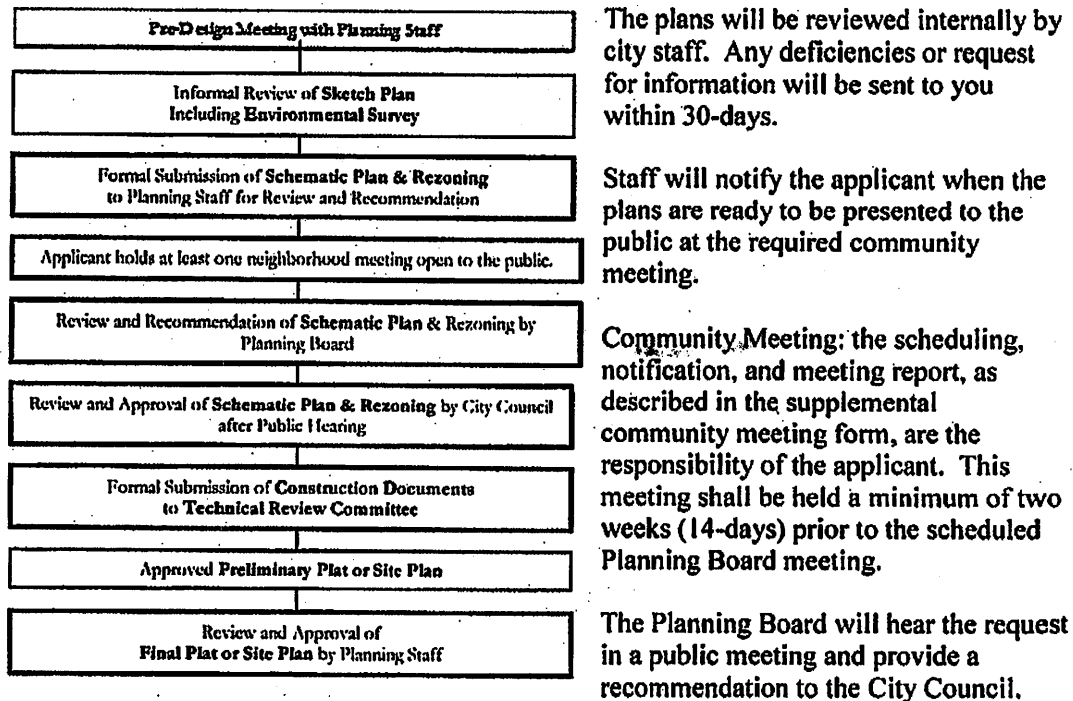 Pre-Design Meeting with Planning Staff
Informal Review of Sketch Plan
Including Environmental Survey
Formal Submission of Schematic Plan & Rezoning
to Planning Staff for Review and Recommendation
Applicant holds at least one neighborhood meeting open to the public.
Review and Recommendation of Schematic Plan & Rezoning by
Planning Board
Review and Approval of Schematic Plan & Rezoning by City Council
after Public Hearing
Formal Submission of Construction Documents
to Technical Review Committee
Approved Preliminary Plat or Site Plan
Review and Approval of
Final Plat or Site Plan by Planning Staff
The plans will be reviewed internally by
city staff. Any deficiencies or request
for information will be sent to you
within 30-days.
Staff will notify the applicant when the
plans are ready to be presented to the
public at the required community
meeting.
Community Meeting: the scheduling,
notification, and meeting report, as
described in the supplemental
community meeting form, are the
responsibility of the applicant. This
meeting shall be held a minimum of two
weeks (14-days) prior to the scheduled
Planning Board meeting.
The Planning Board will hear the request
in a public meeting and provide a
recommendation to the City Council.